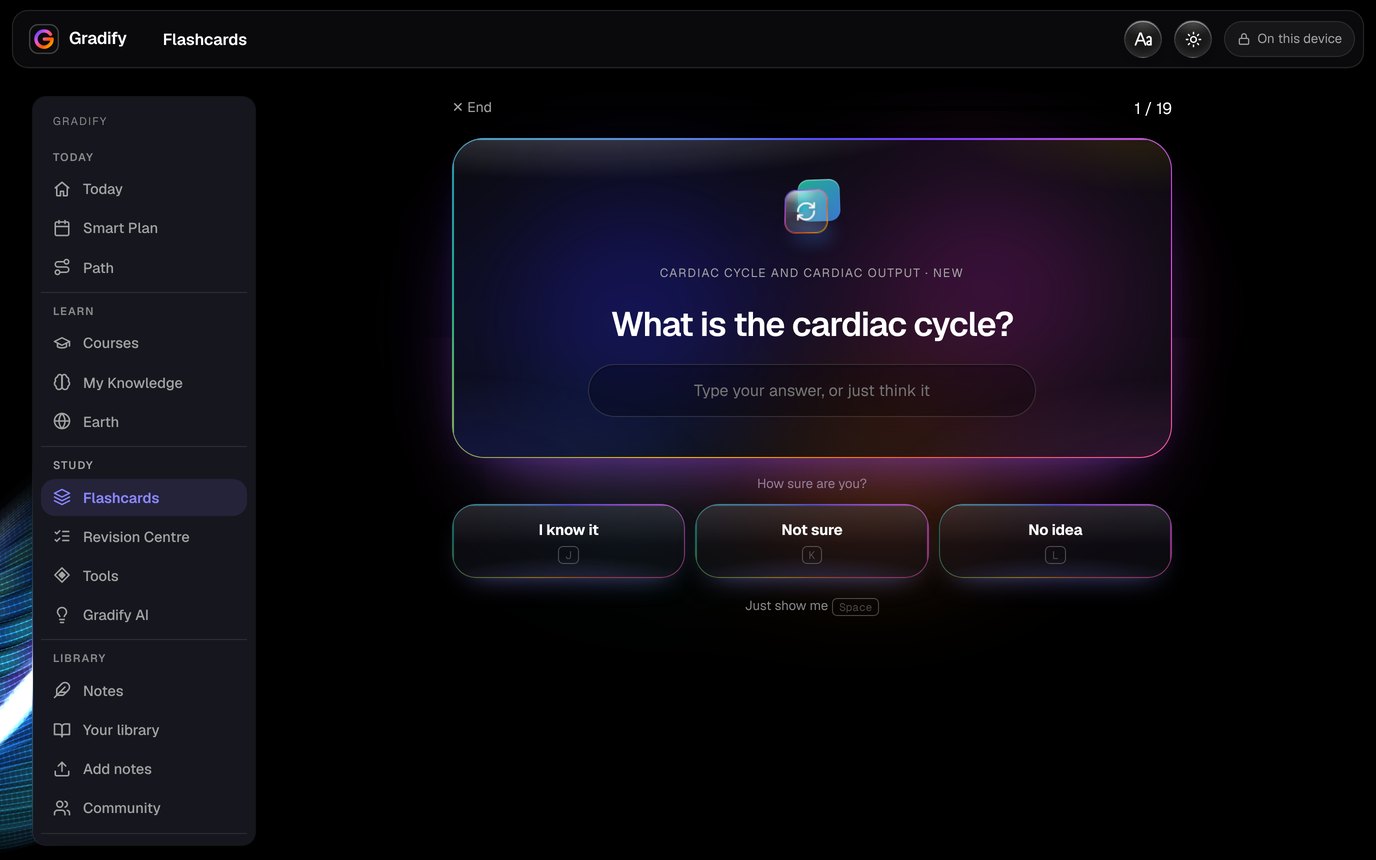 Gradify
Flashcards
Aa
On this device
GRADIFY
TODAY
Today
Smart Plan
Path
LEARN
Courses
My Knowledge
Earth
STUDY
Flashcards
Revision Centre
Tools
Gradify AI
LIBRARY
Notes
Your library
Add notes
Community
× End
1 / 19
CARDIAC CYCLE AND CARDIAC OUTPUT · NEW
What is the cardiac cycle?
Type your answer, or just think it
How sure are you?
I know it
J
Not sure
K
No idea
L
Just show me Space